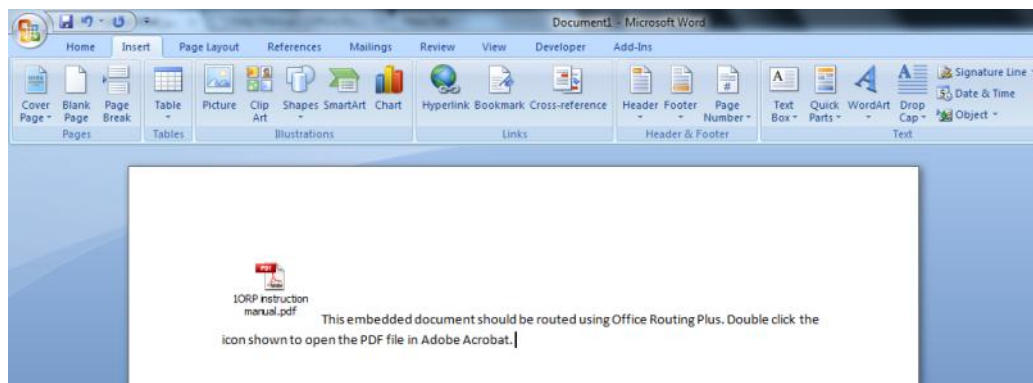 Document1 - Microsoft Word
Home Insert Page Layout References Mailings Review View Developer Add-Ins
Cover Page Blank Page Page Break Table Picture Clip Art Shapes SmartArt Chart Hyperlink Bookmark Cross-reference Header Footer Page Number Text Box Quick Parts WordArt Drop Cap Signature Line
Date & Time
Object
Pages Tables Illustrations Links Header & Footer Text
PDF
1ORP instruction
manual.pdf This embedded document should be routed using Office Routing Plus. Double click the
icon shown to open the PDF file in Adobe Acrobat.